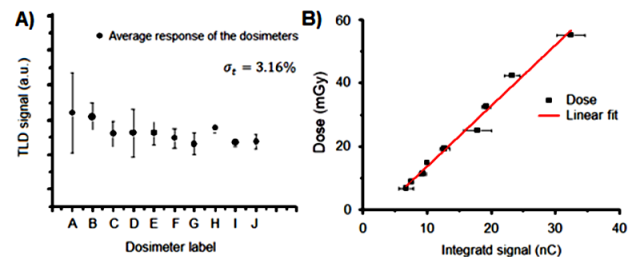 A)
Average response of the dosimeters
σt = 3.16%
TLD signal (a.u.)
A B C D E F G H I J
Dosimeter label
B)
60
40
20
0
Dose (mGy)
Dose
Linear fit
0 10 20 30 40
Integratd signal (nC)